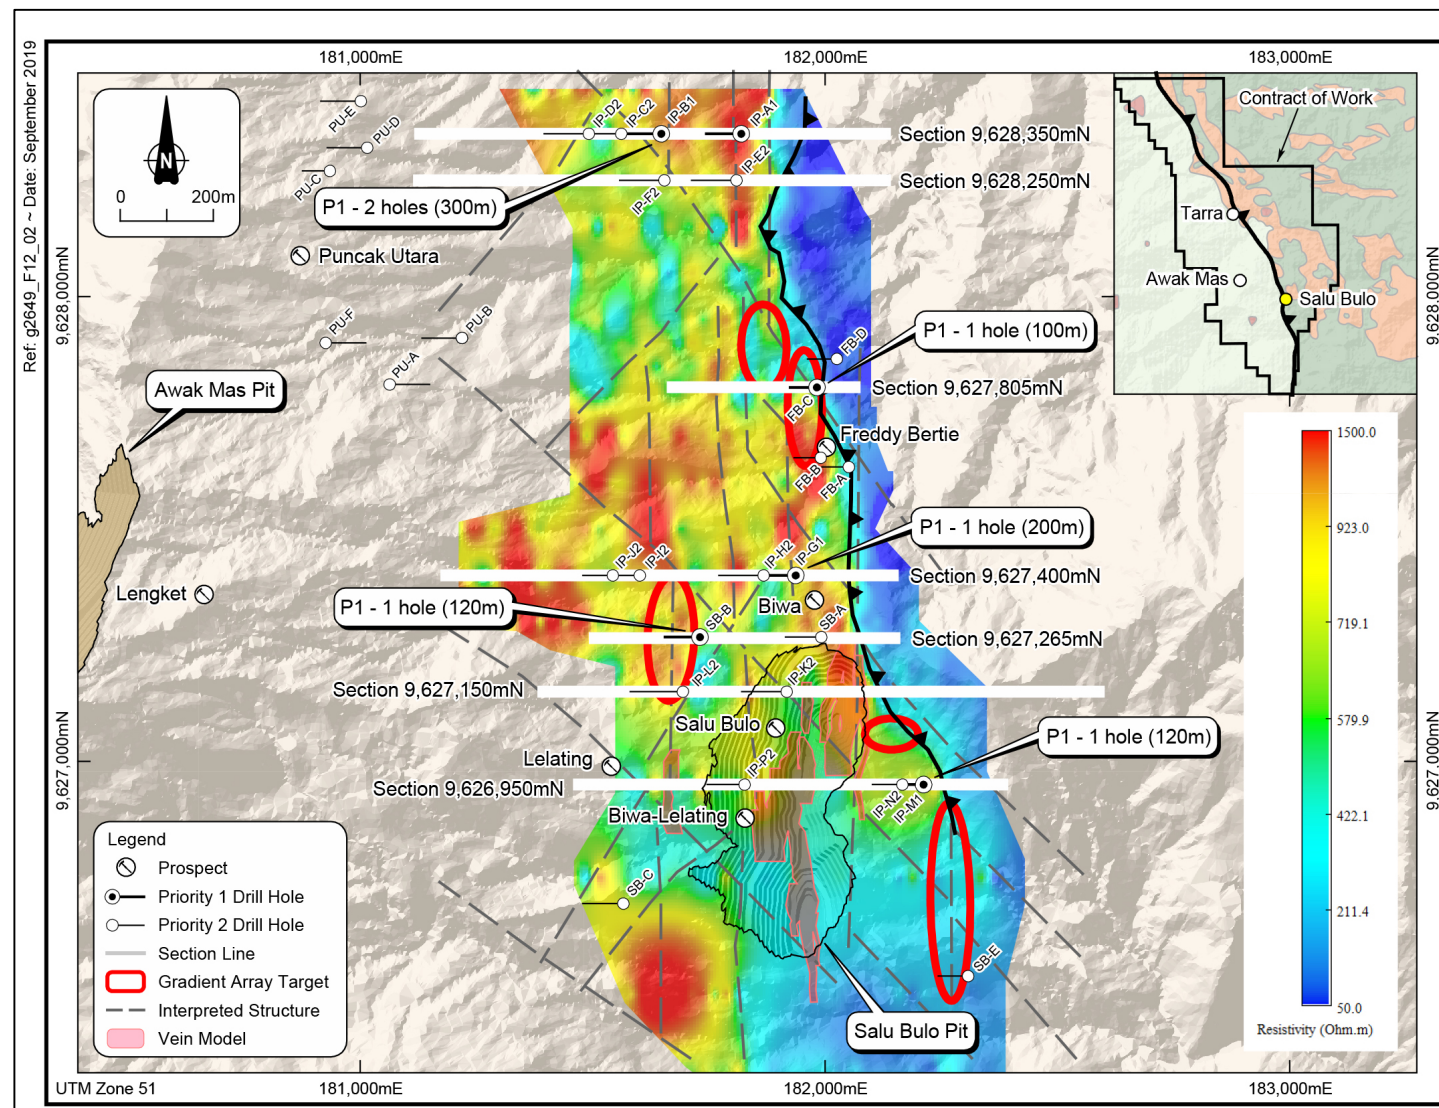 Ref: g2649_F12_02 ~ Date: September 2019
181,000mE
182,000mE
183,000mE
N
0
200m
PU-E
PU-D
PU-C
IP-D2
IP-C2
IP-B1
IP-A1
Section 9,628,350mN
IP-F2
IP-E2
Section 9,628,250mN
P1 - 2 holes (300m)
Puncak Utara
Contract of Work
Tarra
Awak Mas
Salu Bulo
9,628,000mN
9,628,000mN
PU-F
PU-B
PU-A
FB-D
P1 - 1 hole (100m)
Section 9,627,805mN
FB-C
Awak Mas Pit
Freddy Bertie
FB-B
FB-A
P1 - 1 hole (200m)
IP-J2
IP-I2
IP-H2
IP-G1
Section 9,627,400mN
Lengket
Biwa
P1 - 1 hole (120m)
SB-B
SB-A
Section 9,627,265mN
IP-L2
IP-K2
Section 9,627,150mN
Salu Bulo
P1 - 1 hole (120m)
9,627,000mN
9,627,000mN
Lelating
IP-P2
IP-N2
IP-M1
Section 9,626,950mN
Biwa-Lelating
SB-C
SB-E
Salu Bulo Pit
1500.0
923.0
719.1
579.9
422.1
211.4
50.0
Resistivity (Ohm.m)
Legend
Prospect
Priority 1 Drill Hole
Priority 2 Drill Hole
Section Line
Gradient Array Target
Interpreted Structure
Vein Model
UTM Zone 51
181,000mE
182,000mE
183,000mE